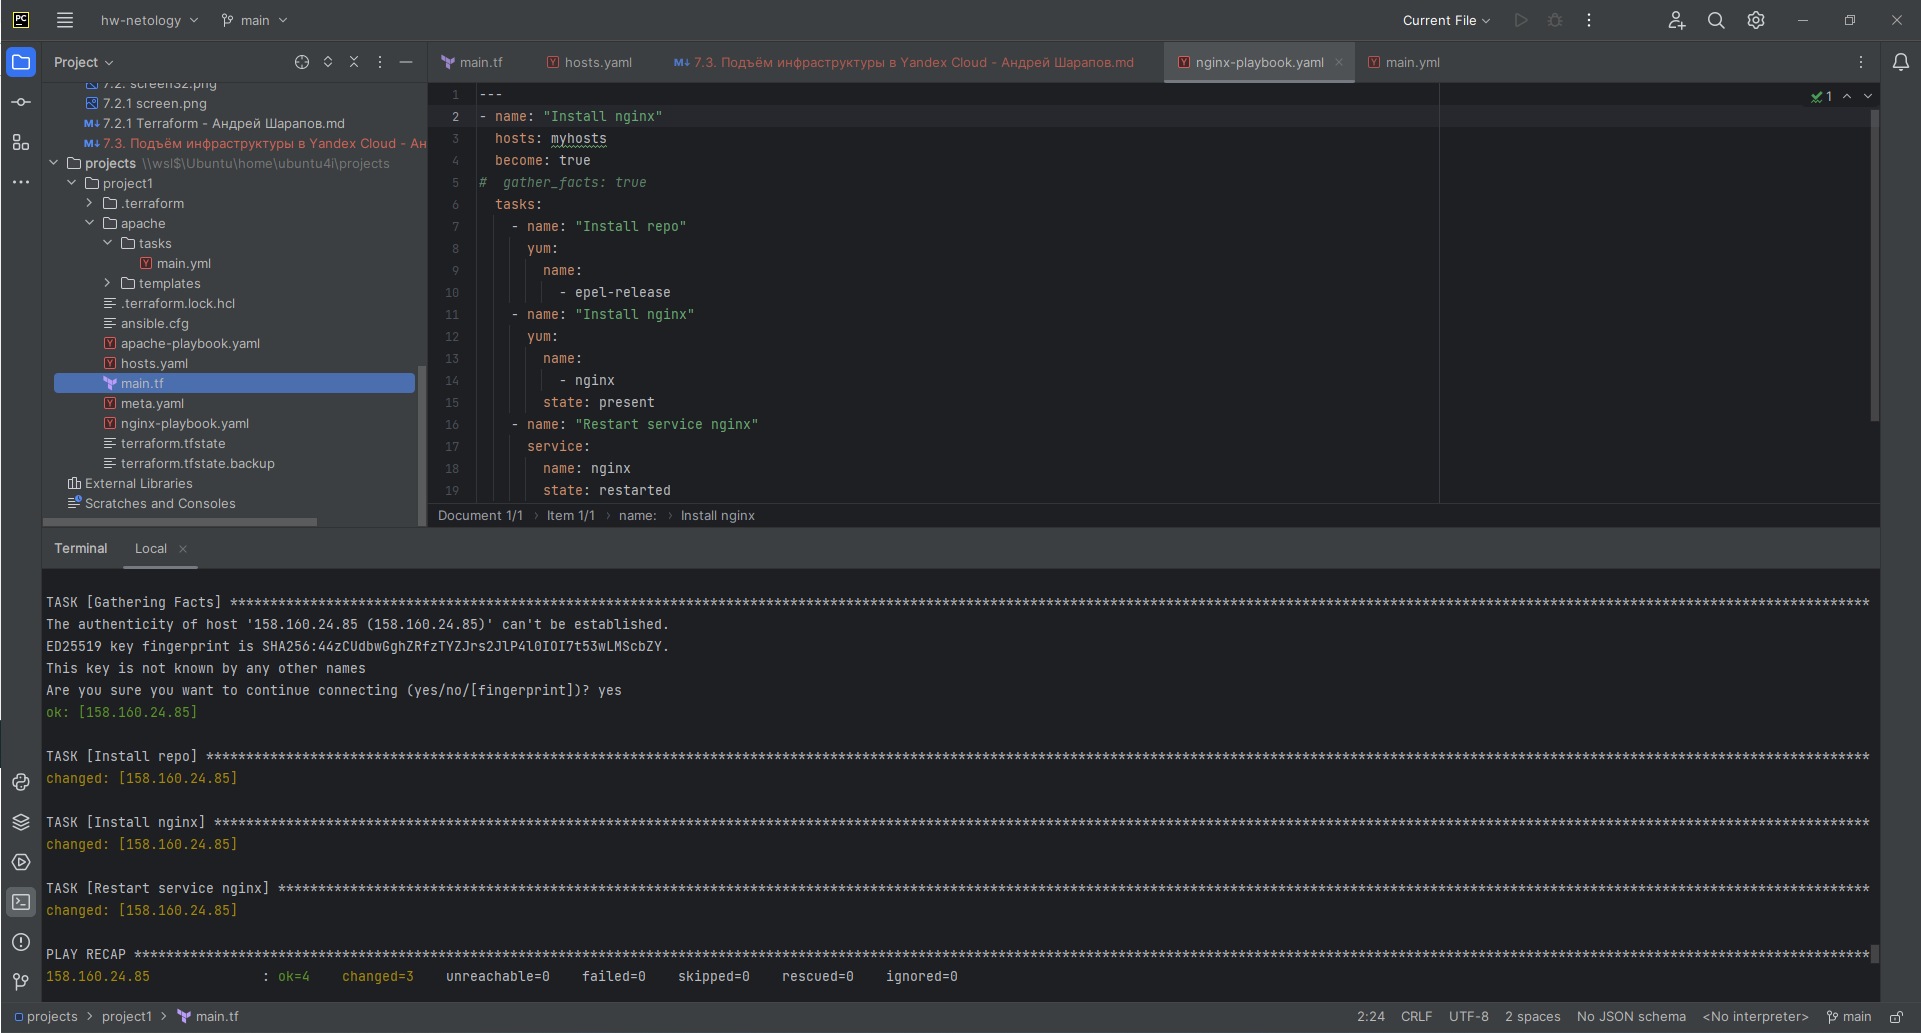 PC
hw-netology
main
Current File
Project
7.2. screen32.png
7.2.1 screen.png
M↓ 7.2.1 Terraform - Андрей Шарапов.md
M↓ 7.3. Подъём инфраструктуры в Yandex Cloud - Ан
projects \\wsl$\Ubuntu\home\ubuntu4i\projects
project1
.terraform
apache
tasks
main.yml
templates
.terraform.lock.hcl
ansible.cfg
apache-playbook.yaml
hosts.yaml
main.tf
meta.yaml
nginx-playbook.yaml
terraform.tfstate
terraform.tfstate.backup
External Libraries
Scratches and Consoles
main.tf
hosts.yaml
M↓ 7.3. Подъём инфраструктуры в Yandex Cloud - Андрей Шарапов.md
nginx-playbook.yaml
main.yml
1
1 ---
2 - name: "Install nginx"
3 hosts: myhosts
4 become: true
5 # gather_facts: true
6 tasks:
7 - name: "Install repo"
8 yum:
9 name:
10 - epel-release
11 - name: "Install nginx"
12 yum:
13 name:
14 - nginx
15 state: present
16 - name: "Restart service nginx"
17 service:
18 name: nginx
19 state: restarted
Document 1/1 › Item 1/1 › name: › Install nginx
Terminal Local
TASK [Gathering Facts] ****
The authenticity of host '158.160.24.85 (158.160.24.85)' can't be established.
ED25519 key fingerprint is SHA256:44zCUdbwGghZRfzTYZJrs2JlP4l0IOI7t53wLMScbZY.
This key is not known by any other names
Are you sure you want to continue connecting (yes/no/[fingerprint])? yes
ok: [158.160.24.85]
TASK [Install repo] ****
changed: [158.160.24.85]
TASK [Install nginx] ****
changed: [158.160.24.85]
TASK [Restart service nginx] ****
changed: [158.160.24.85]
PLAY RECAP ****
158.160.24.85 : ok=4 changed=3 unreachable=0 failed=0 skipped=0 rescued=0 ignored=0
projects > project1 > main.tf
2:24 CRLF UTF-8 2 spaces No JSON schema <No interpreter> main